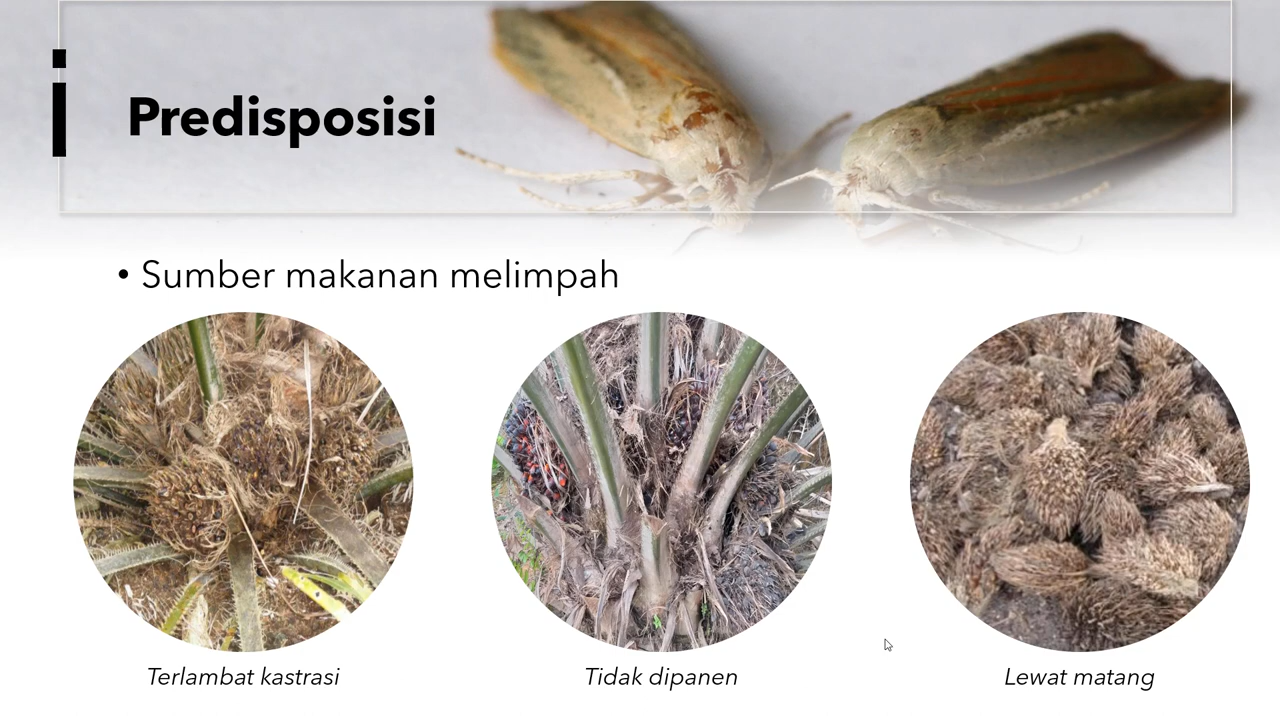 Predisposisi
• Sumber makanan melimpah
Terlambat kastrasi
Tidak dipanen
Lewat matang